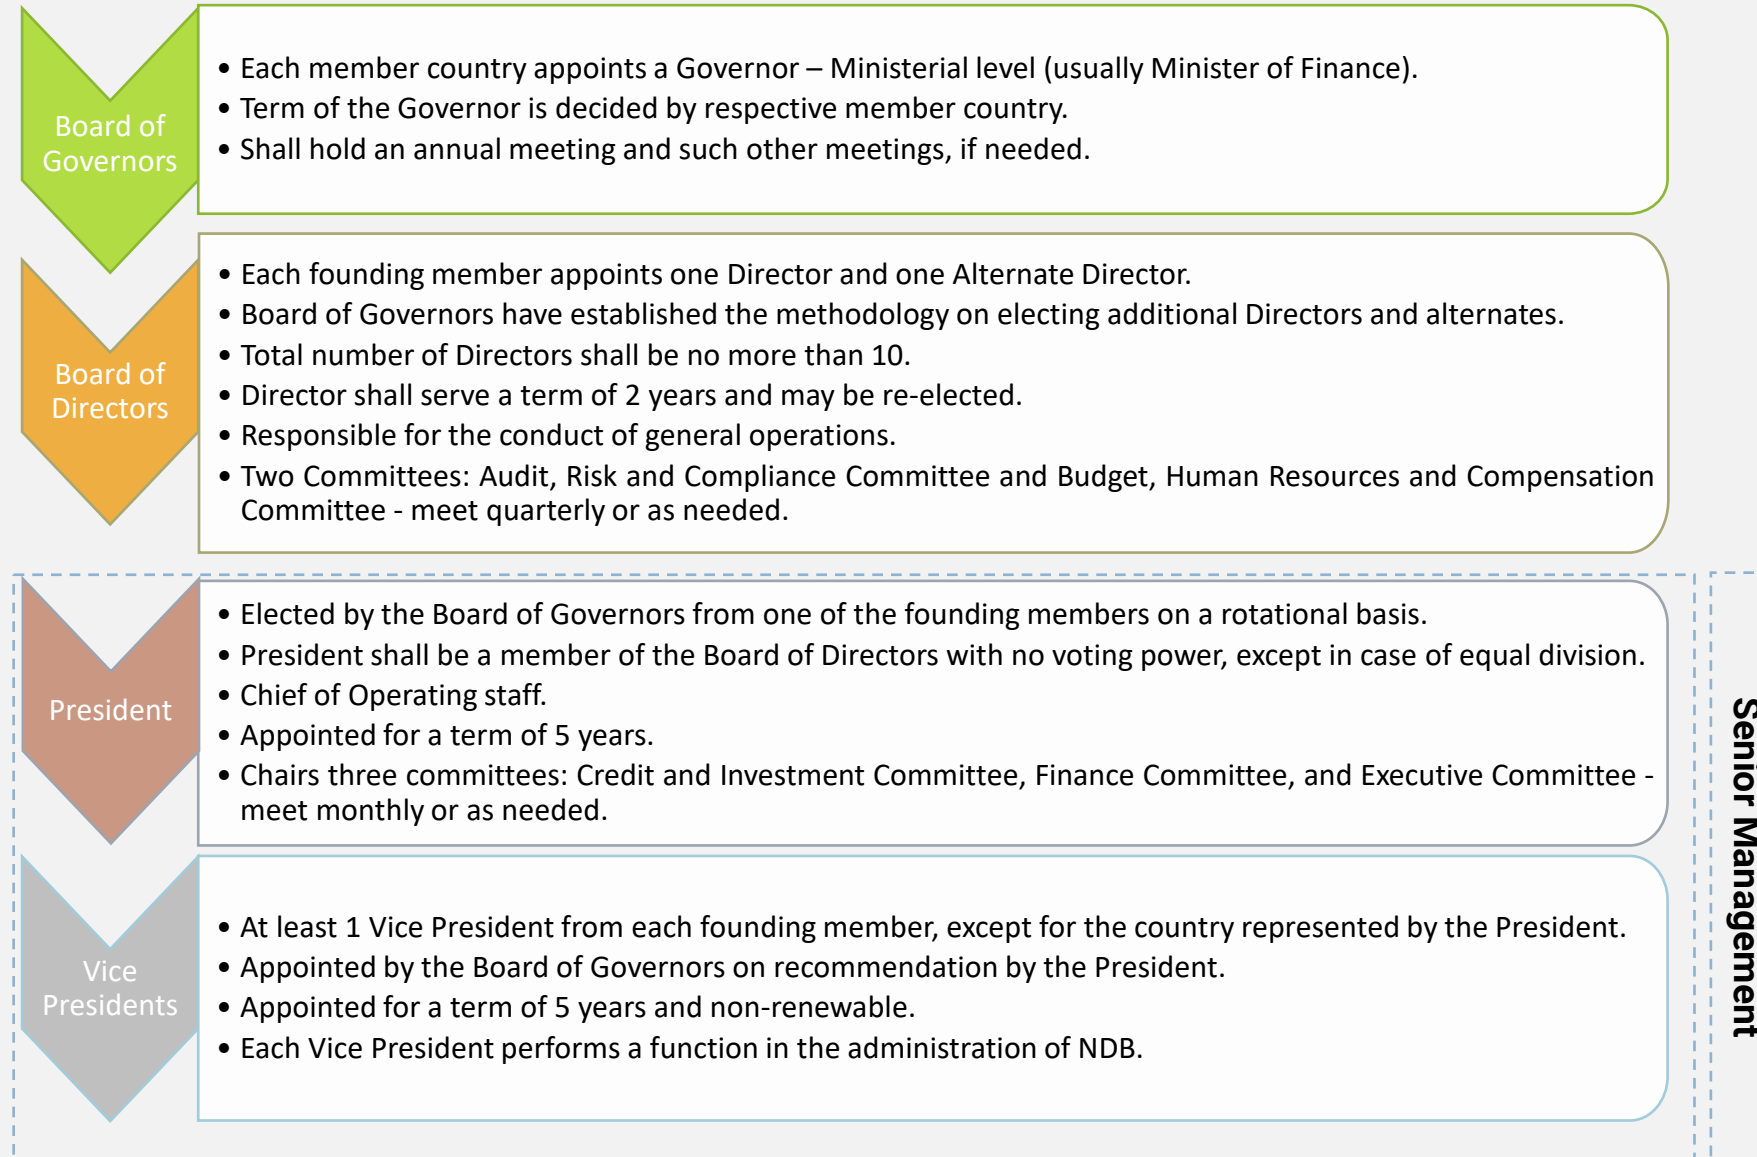 Board of
Governors
• Each member country appoints a Governor – Ministerial level (usually Minister of Finance).
• Term of the Governor is decided by respective member country.
• Shall hold an annual meeting and such other meetings, if needed.
Board of
Directors
• Each founding member appoints one Director and one Alternate Director.
• Board of Governors have established the methodology on electing additional Directors and alternates.
• Total number of Directors shall be no more than 10.
• Director shall serve a term of 2 years and may be re-elected.
• Responsible for the conduct of general operations.
• Two Committees: Audit, Risk and Compliance Committee and Budget, Human Resources and Compensation
Committee - meet quarterly or as needed.
President
• Elected by the Board of Governors from one of the founding members on a rotational basis.
• President shall be a member of the Board of Directors with no voting power, except in case of equal division.
• Chief of Operating staff.
• Appointed for a term of 5 years.
• Chairs three committees: Credit and Investment Committee, Finance Committee, and Executive Committee -
meet monthly or as needed.
Vice
Presidents
• At least 1 Vice President from each founding member, except for the country represented by the President.
• Appointed by the Board of Governors on recommendation by the President.
• Appointed for a term of 5 years and non-renewable.
• Each Vice President performs a function in the administration of NDB.
Senior Management